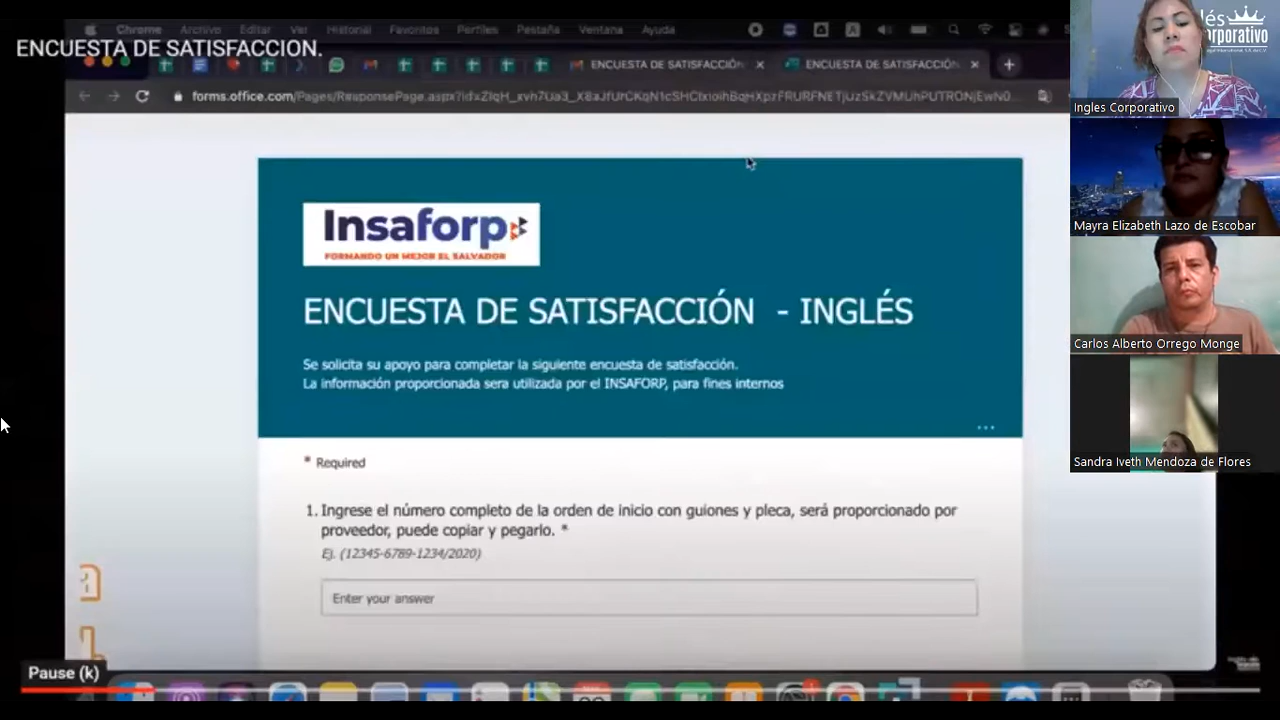 Chrome Archivo Editar Ver Historial Favoritos Perfiles Pestaña Ventana Ayuda
ENCUESTA DE SATISFACCION.
ENCUESTA DE SATISFACCIÓN
ENCUESTA DE SATISFACCIÓN
Insaforp
FORMANDO UN MEJOR EL SALVADOR
ENCUESTA DE SATISFACCIÓN - INGLÉS
Se solicita su apoyo para completar la siguiente encuesta de satisfacción.
La información proporcionada sera utilizada por el INSAFORP, para fines internos
* Required
1. Ingrese el número completo de la orden de inicio con guiones y pleca, será proporcionado por
proveedor, puede copiar y pegarlo. *
Ej. (12345-6789-1234/2020)
Enter your answer
Pause (k)
Ingles Corporativo
Mayra Elizabeth Lazo de Escobar
Carlos Alberto Orrego Monge
Sandra Iveth Mendoza de Flores